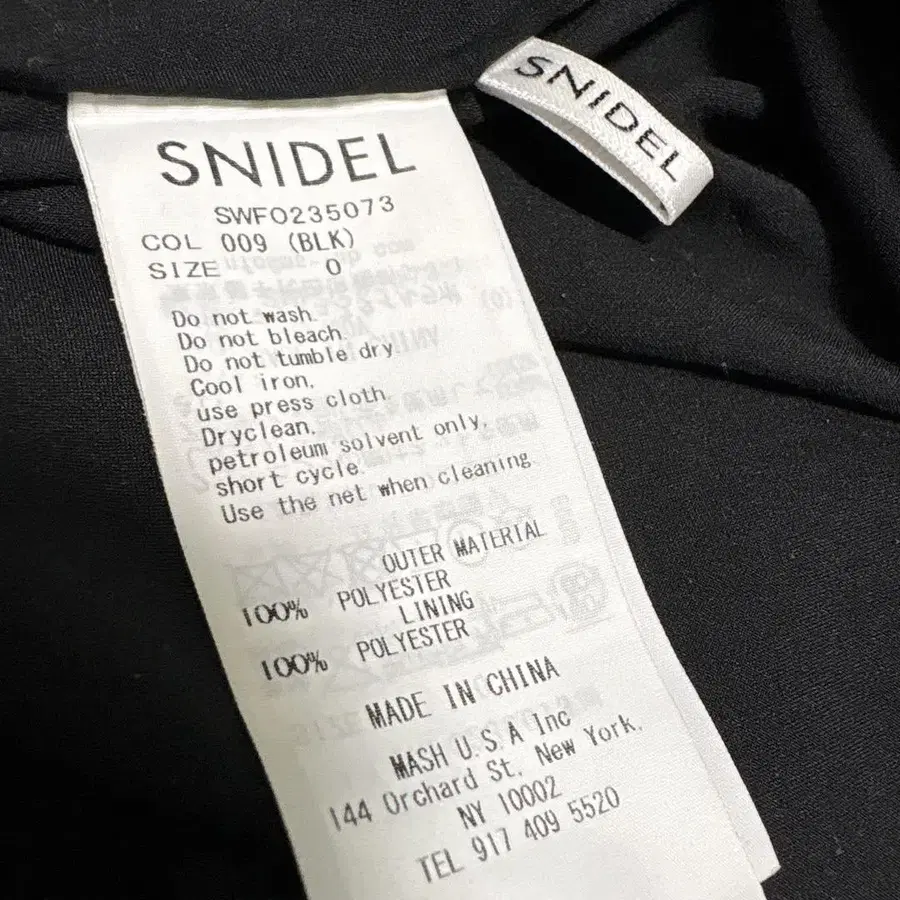 SNIDEL
SNIDEL
SWFO235073
COL 009 (BLK)
SIZE 0
Do not wash.
Do not bleach.
Do not tumble dry.
Cool iron,
use press cloth.
Dryclean,
petroleum solvent only,
short cycle.
Use the net when cleaning.
OUTER MATERIAL
100% POLYESTER
LINING
100% POLYESTER
MADE IN CHINA
MASH U.S.A Inc
144 Orchard St, New York,
NY 10002
TEL 917 409 5520